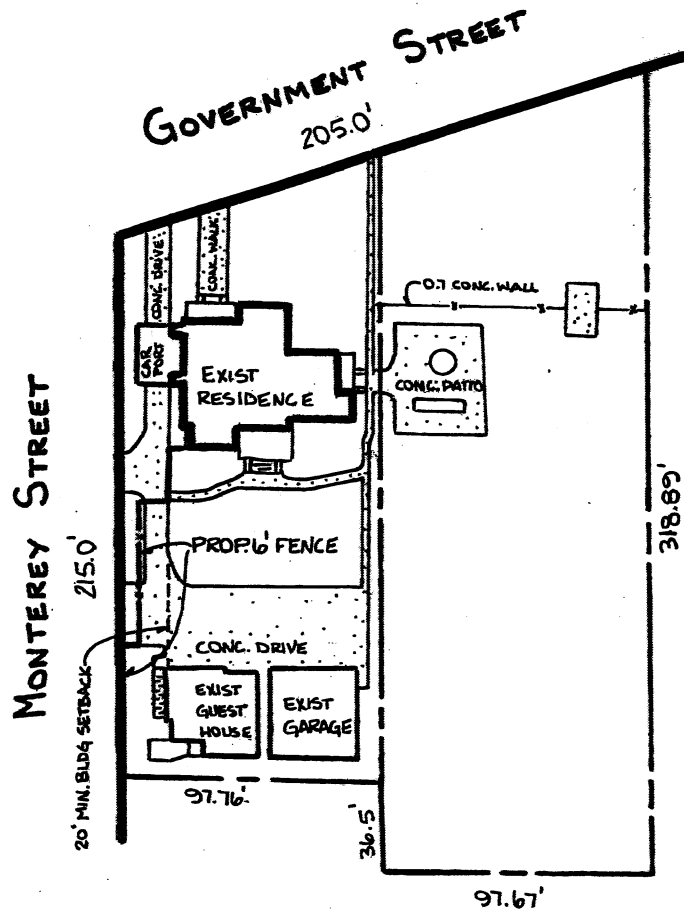 GOVERNMENT STREET
205.0'
CONC. DRIVE
CONC. WALK
0.7 CONC. WALL
CAR
PORT
EXIST
RESIDENCE
CONC. PATIO
MONTEREY STREET
215.0'
318.89'
PROP. 6' FENCE
CONC. DRIVE
20' MIN. BLDG SETBACK
EXIST
GUEST
HOUSE
EXIST
GARAGE
97.76'
36.5'
97.67'